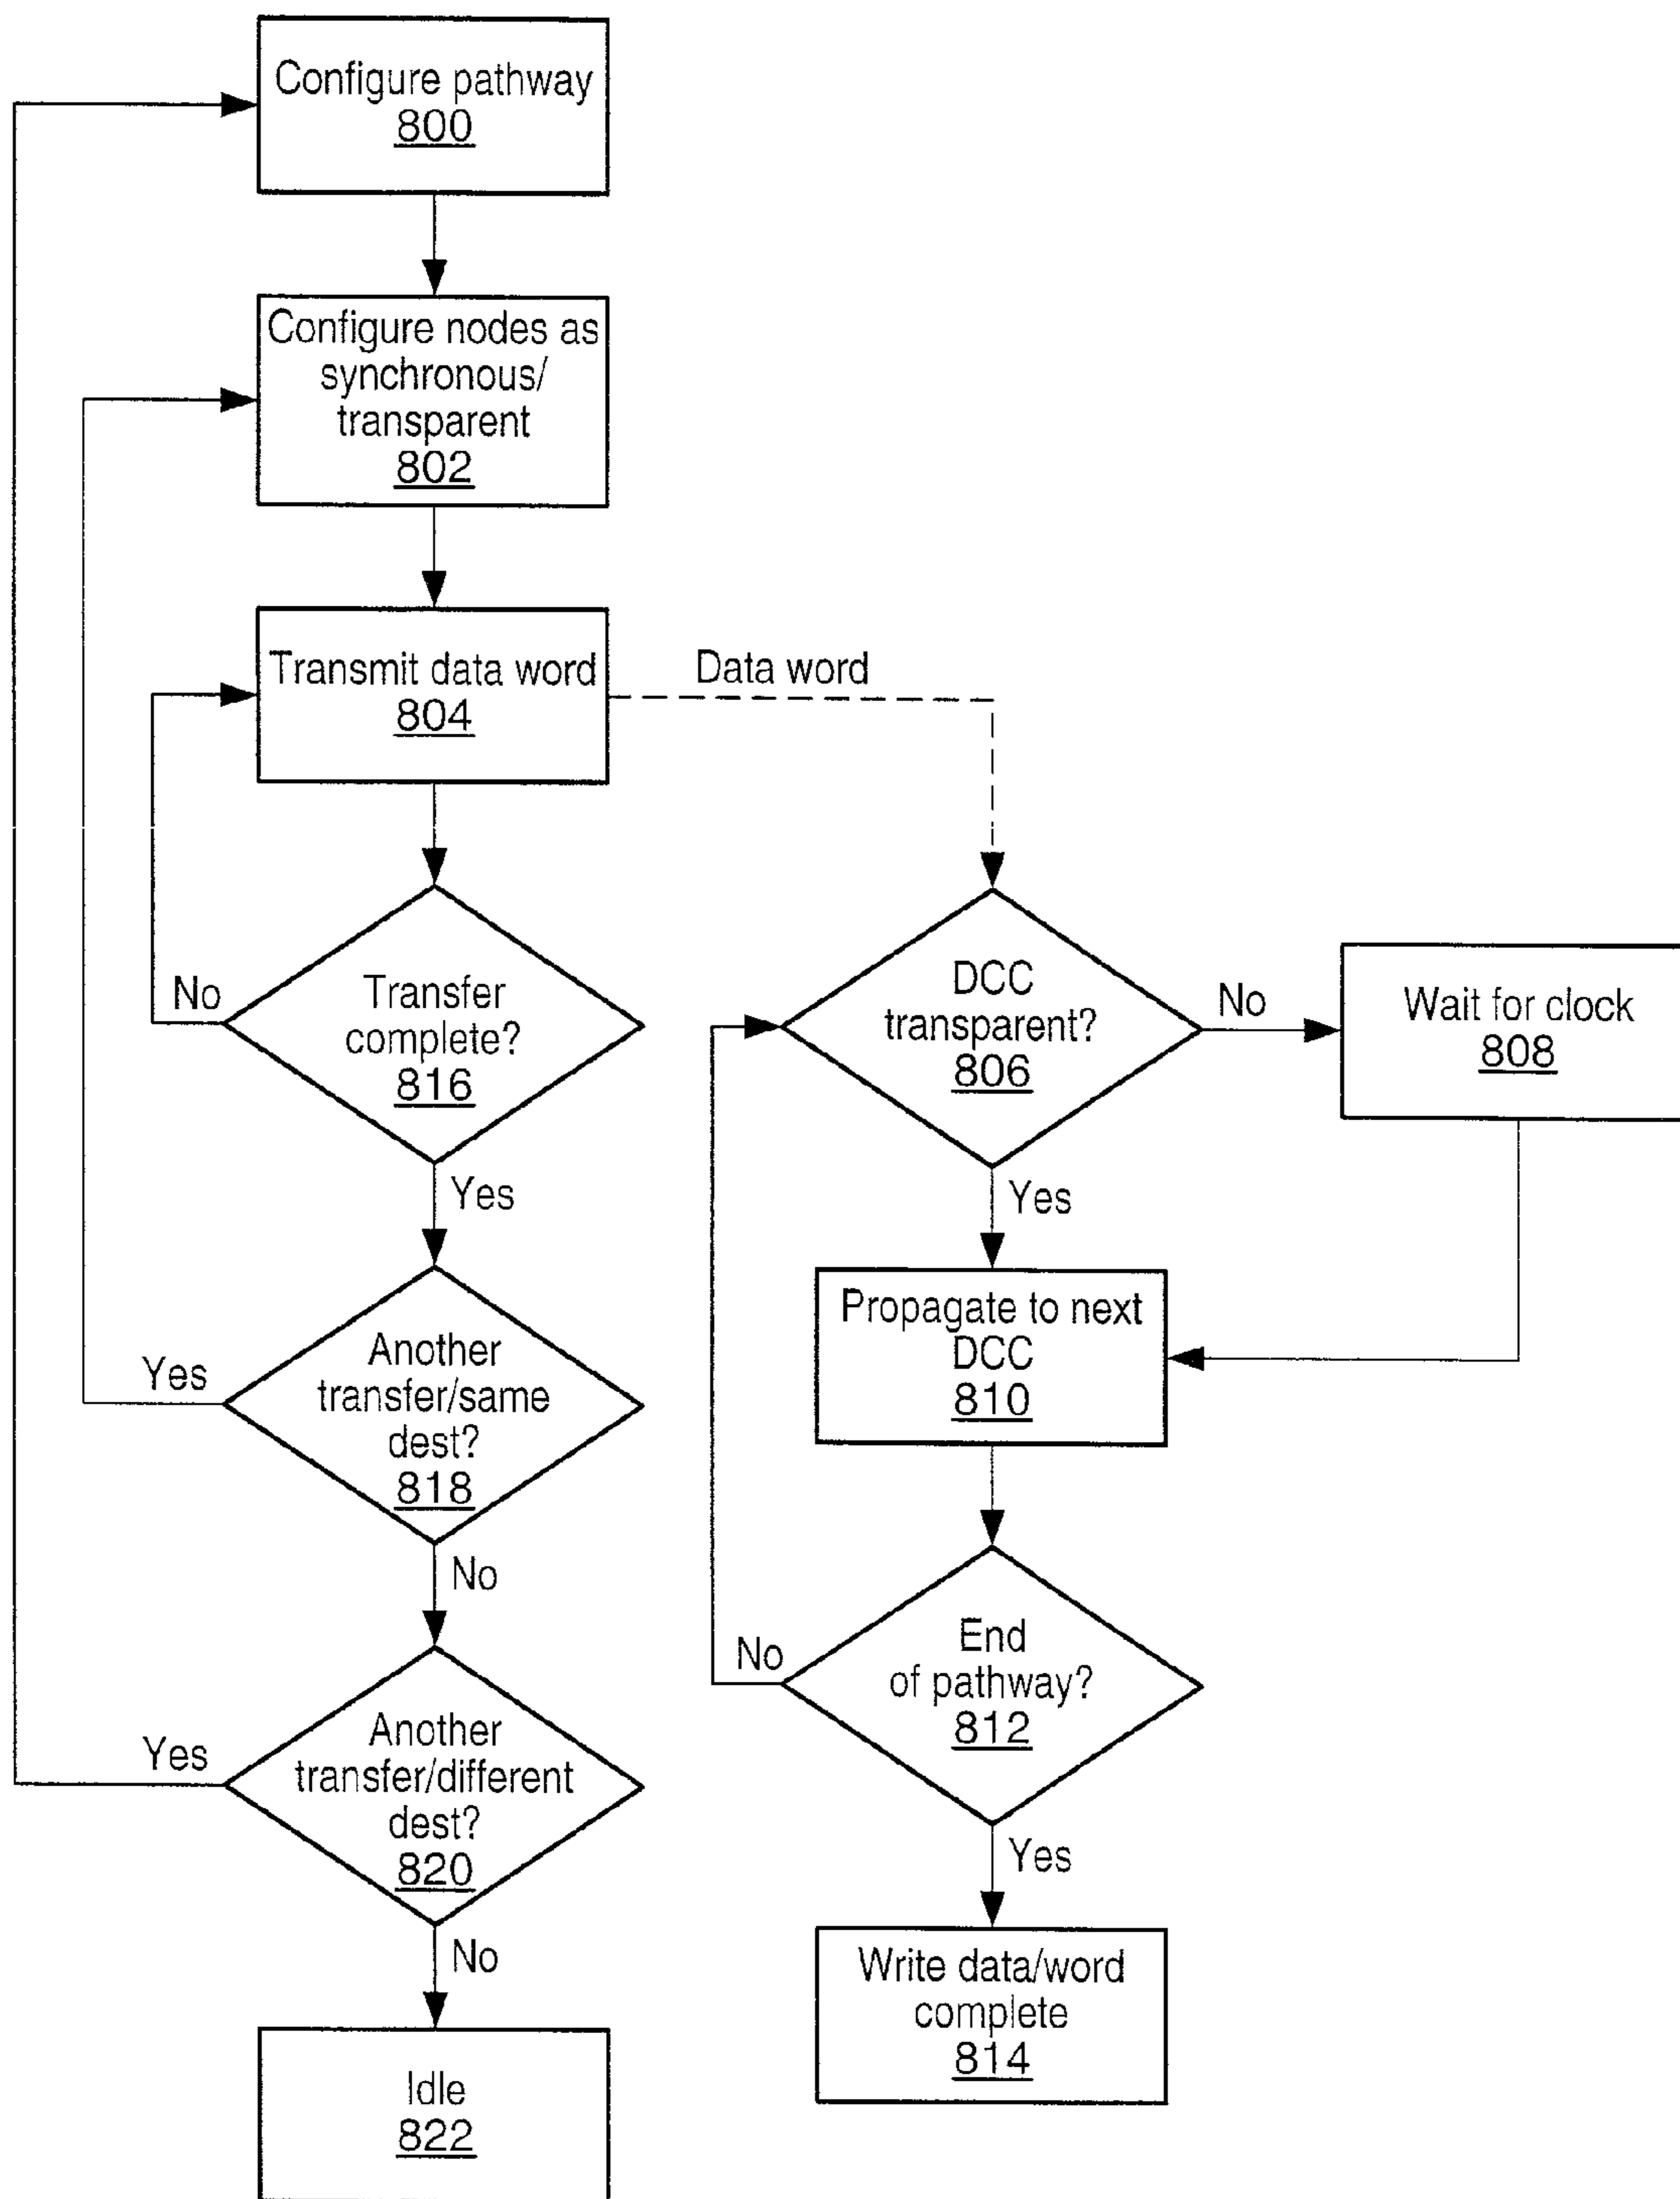 Configure pathway
800
Configure nodes as
synchronous/
transparent
802
Transmit data word
804
Data word
Transfer
complete?
816
No
Yes
DCC
transparent?
806
No
Yes
Wait for clock
808
Propagate to next
DCC
810
Another
transfer/same
dest?
818
Yes
No
End
of pathway?
812
No
Yes
Another
transfer/different
dest?
820
Yes
No
Write data/word
complete
814
Idle
822